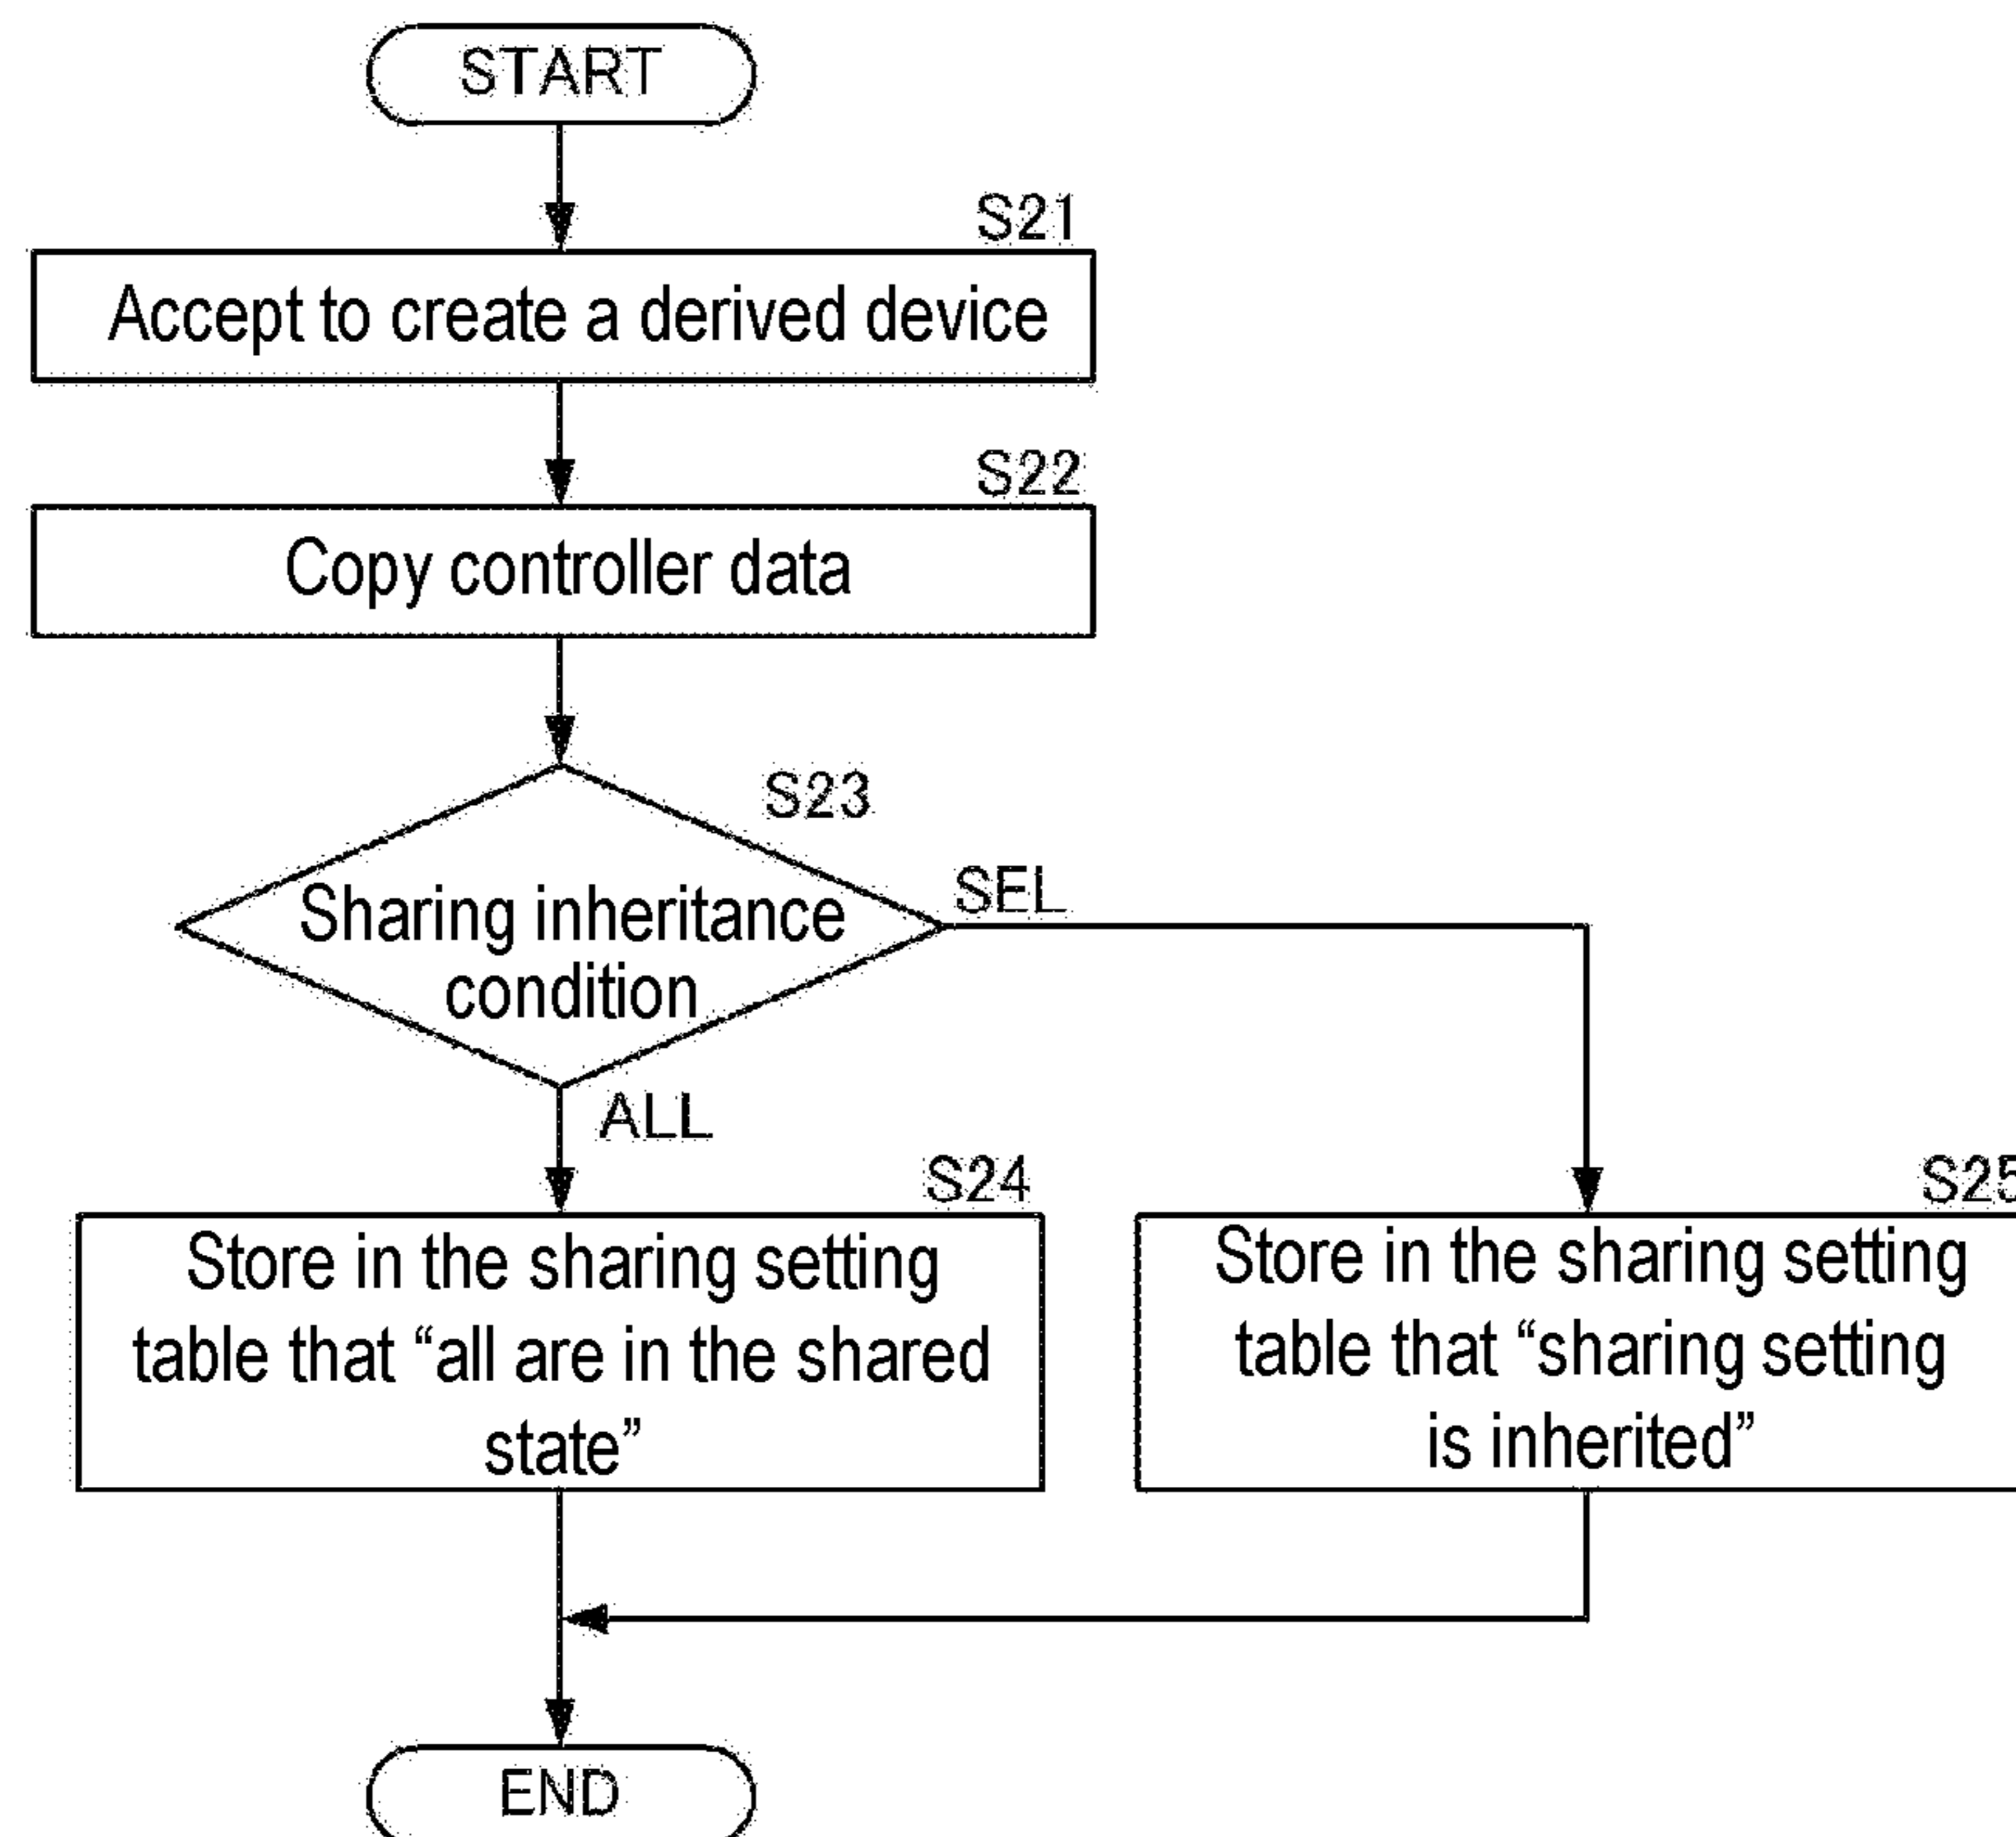 START
S21
Accept to create a derived device
S22
Copy controller data
S23
Sharing inheritance
condition
SEL
ALL
S24
Store in the sharing setting
table that “all are in the shared
state”
S25
Store in the sharing setting
table that “sharing setting
is inherited”
END